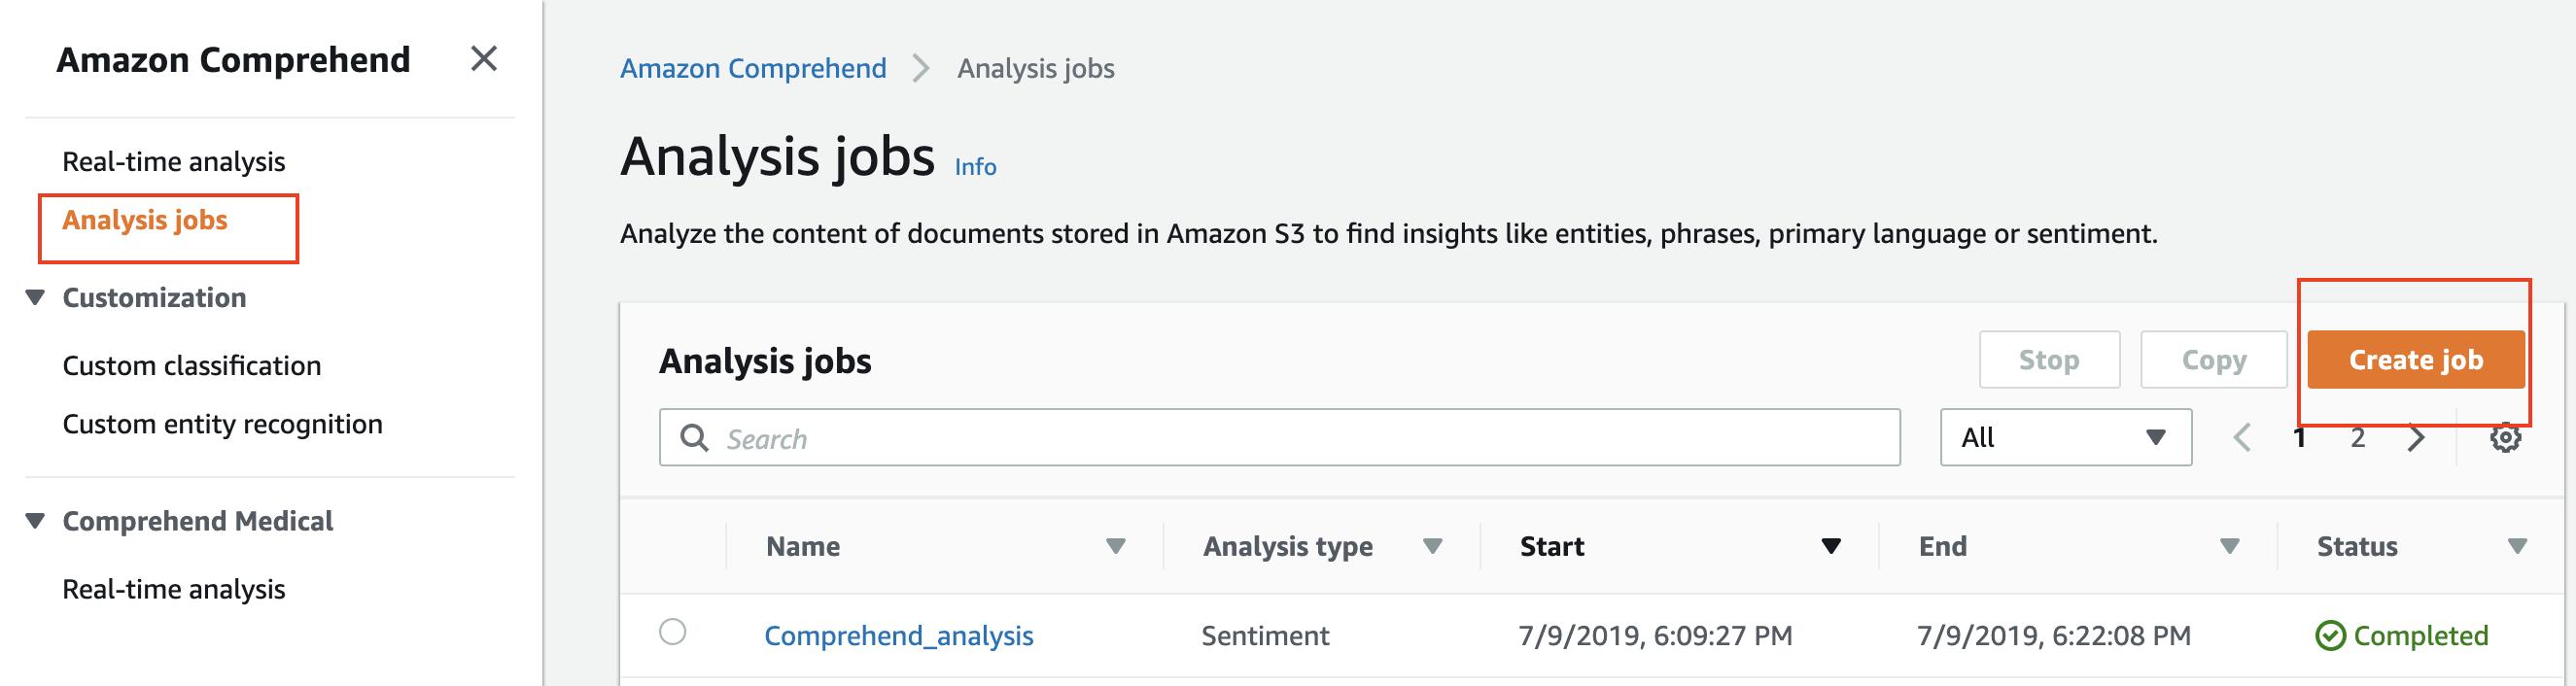 Amazon Comprehend
Real-time analysis
Analysis jobs
Customization
Custom classification
Custom entity recognition
Comprehend Medical
Real-time analysis
Amazon Comprehend > Analysis jobs
Analysis jobs Info
Analyze the content of documents stored in Amazon S3 to find insights like entities, phrases, primary language or sentiment.
Analysis jobs Stop Copy Create job
Search All 1 2
Name Analysis type Start End Status
Comprehend_analysis Sentiment 7/9/2019, 6:09:27 PM 7/9/2019, 6:22:08 PM Completed